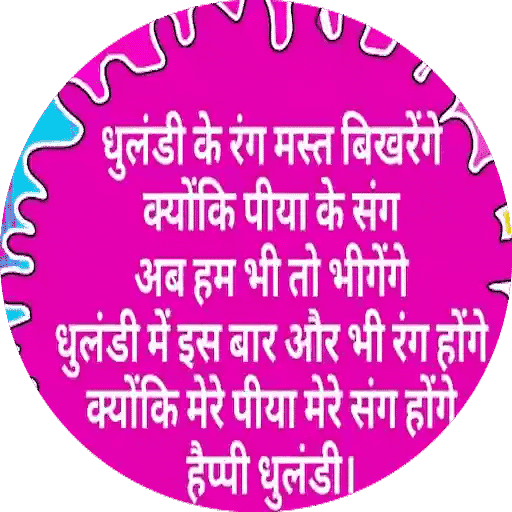 धुलंडी के रंग मस्त बिखरेंगे
क्योंकि पीया के संग
अब हम भी तो भीगेंगे
धुलंडी में इस बार और भी रंग होंगे
क्योंकि मेरे पीया मेरे संग होंगे
हैप्पी धुलंडी।